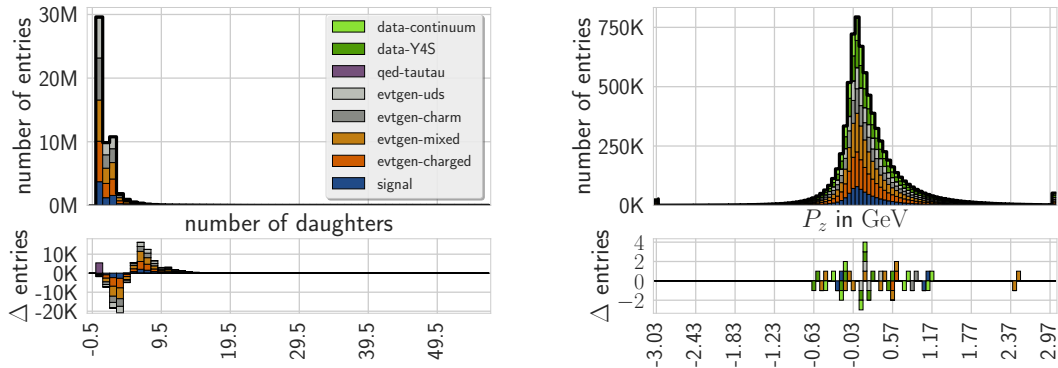 number of entries
30M
20M
10M
0M
data-continuum
data-Y4S
qed-tautau
evtgen-uds
evtgen-charm
evtgen-mixed
evtgen-charged
signal
number of daughters
Δ entries
10K
0K
-10K
-20K
-0.5
9.5
19.5
29.5
39.5
49.5
number of entries
750K
500K
250K
0K
P_z in GeV
Δ entries
4
2
0
−2
-3.03
-2.43
-1.83
-1.23
-0.63
-0.03
0.57
1.17
1.77
2.37
2.97